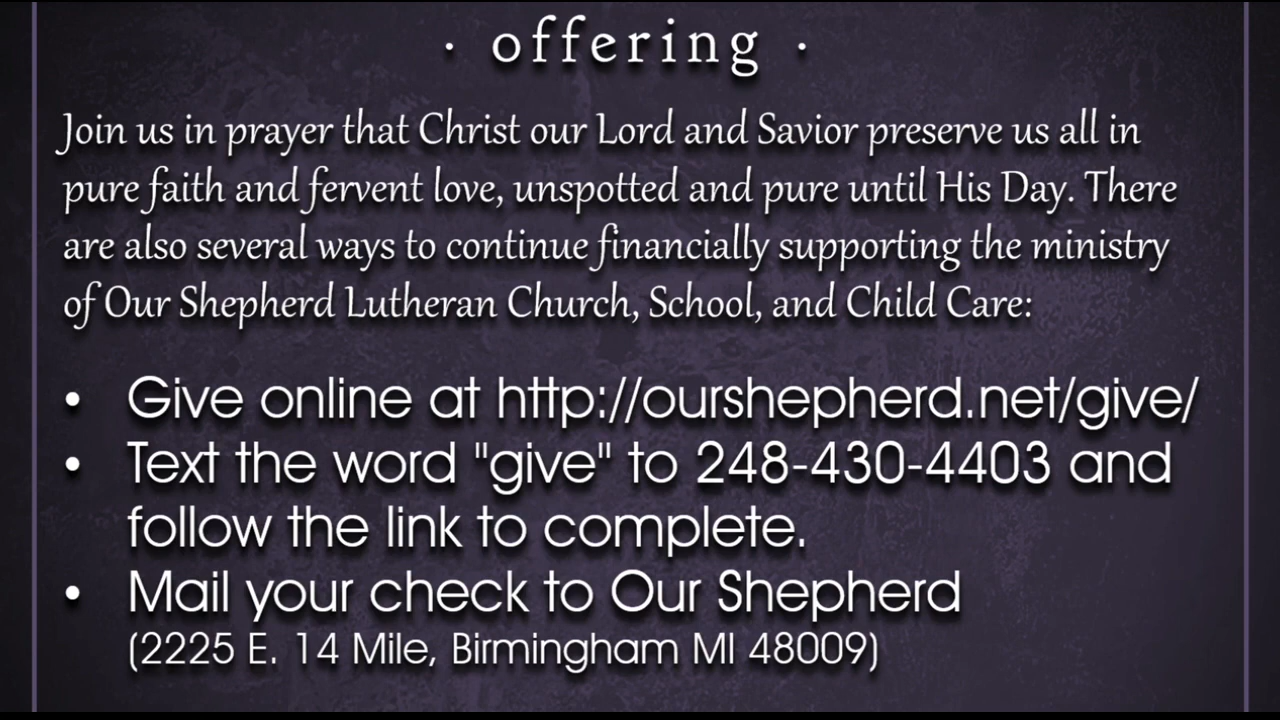 · offering ·
Join us in prayer that Christ our Lord and Savior preserve us all in
pure faith and fervent love, unspotted and pure until His Day. There
are also several ways to continue financially supporting the ministry
of Our Shepherd Lutheran Church, School, and Child Care:
• Give online at http://ourshepherd.net/give/
• Text the word "give" to 248-430-4403 and
follow the link to complete.
• Mail your check to Our Shepherd
(2225 E. 14 Mile, Birmingham MI 48009)